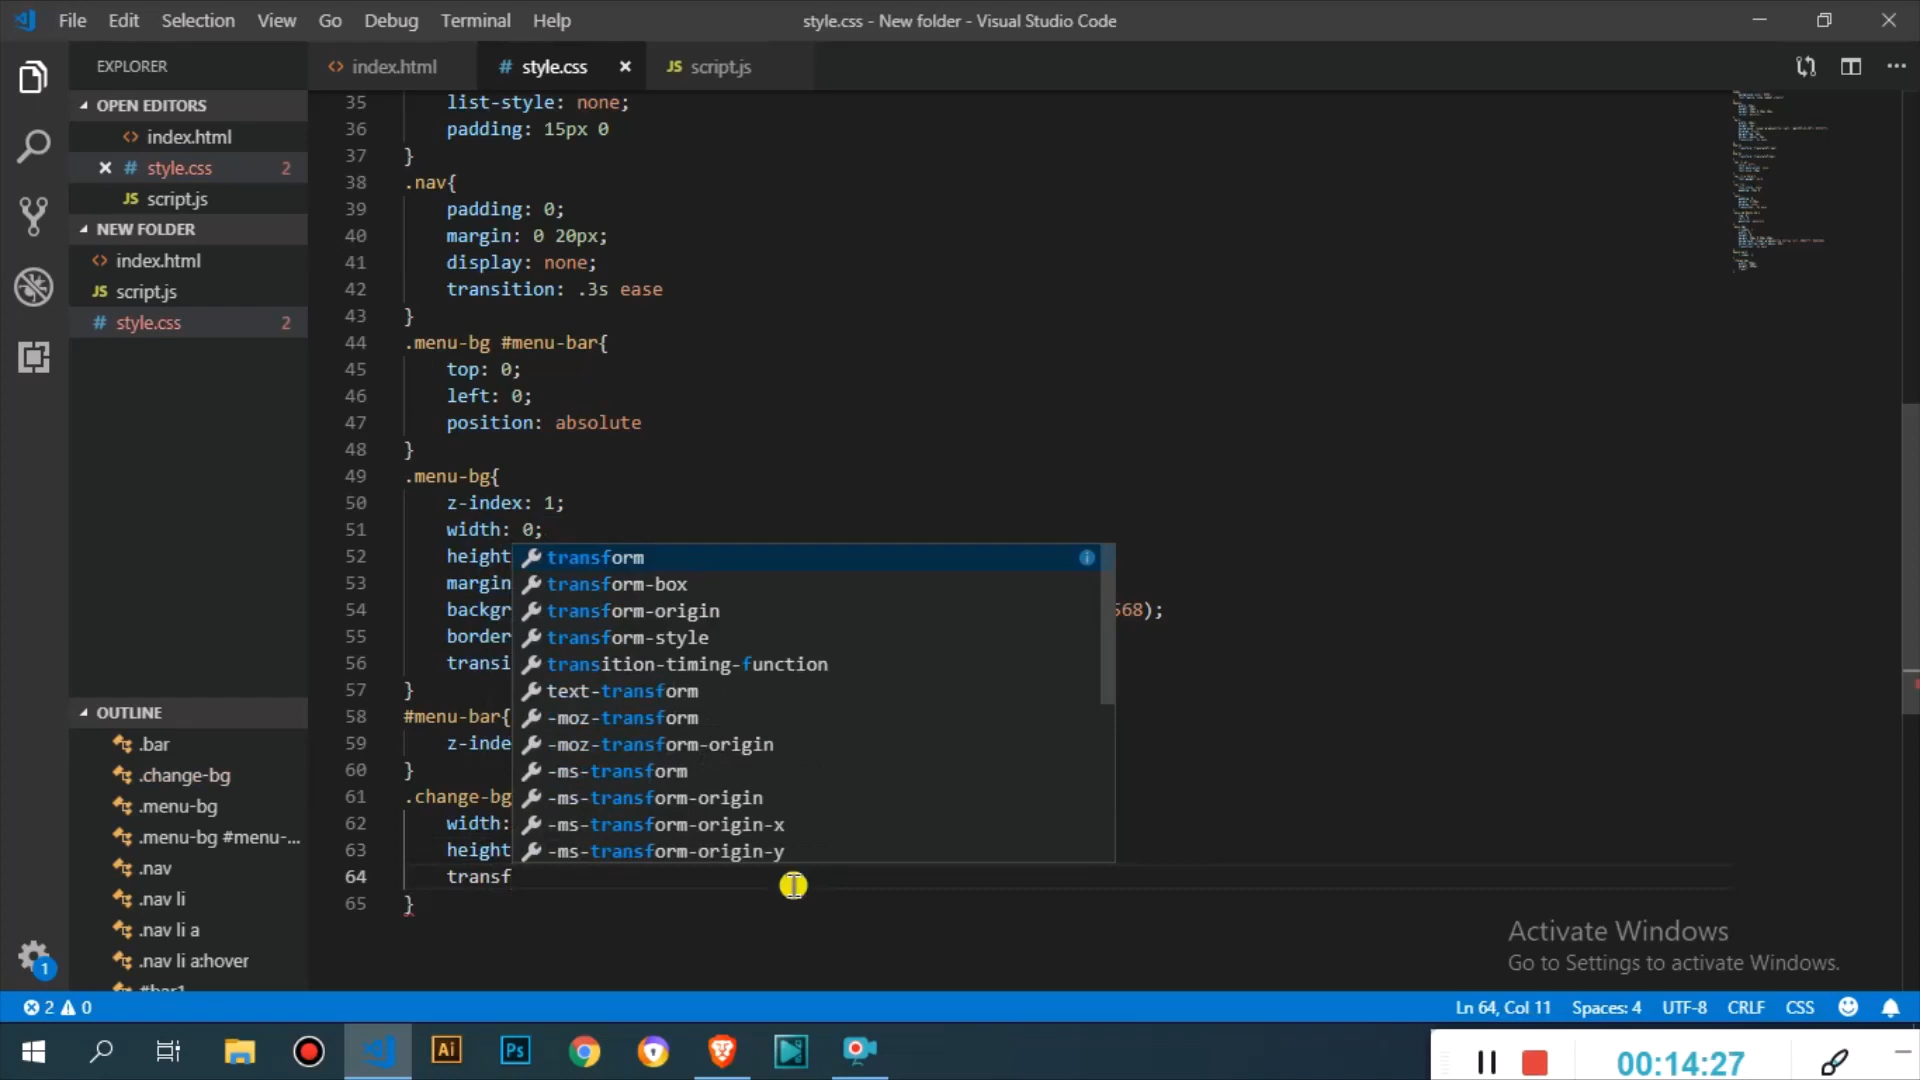 File Edit Selection View Go Debug Terminal Help
style.css - New folder - Visual Studio Code
EXPLORER
<> index.html
# style.css ×
JS script.js
OPEN EDITORS
<> index.html
× # style.css 2
JS script.js
NEW FOLDER
<> index.html
JS script.js
# style.css 2
OUTLINE
.bar
.change-bg
.menu-bg
.menu-bg #menu-...
.nav
.nav li
.nav li a
.nav li a:hover
#bar1
35 list-style: none;
36 padding: 15px 0
37 }
38 .nav{
39 padding: 0;
40 margin: 0 20px;
41 display: none;
42 transition: .3s ease
43 }
44 .menu-bg #menu-bar{
45 top: 0;
46 left: 0;
47 position: absolute
48 }
49 .menu-bg{
50 z-index: 1;
51 width: 0;
52 height
53 margin
54 backgr 568);
55 border
56 transi
57 }
58 #menu-bar{
59 z-inde
60 }
61 .change-bg
62 width:
63 height
64 transf
65 }
transform
transform-box
transform-origin
transform-style
transition-timing-function
text-transform
-moz-transform
-moz-transform-origin
-ms-transform
-ms-transform-origin
-ms-transform-origin-x
-ms-transform-origin-y
Activate Windows
Go to Settings to activate Windows.
1
2 0
Ln 64, Col 11 Spaces: 4 UTF-8 CRLF CSS
Ai Ps
00:14:27